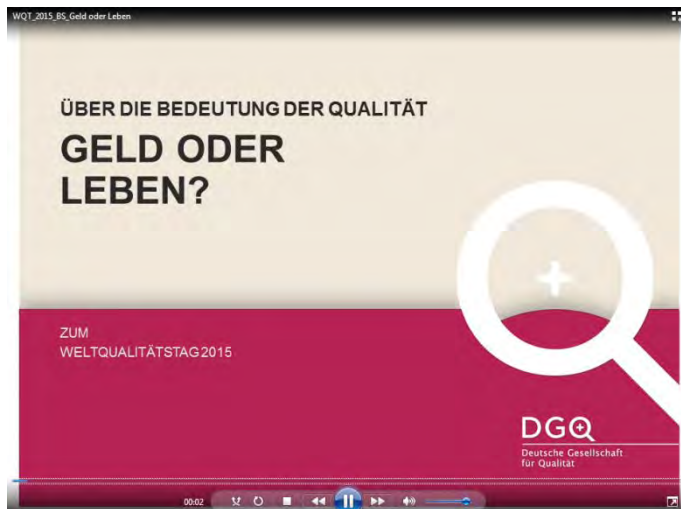 WQT_2015_BS_Geld oder Leben
ÜBER DIE BEDEUTUNG DER QUALITÄT
GELD ODER
LEBEN?
ZUM
WELTQUALITÄTSTAG 2015
DGQ
Deutsche Gesellschaft
für Qualität
00:02